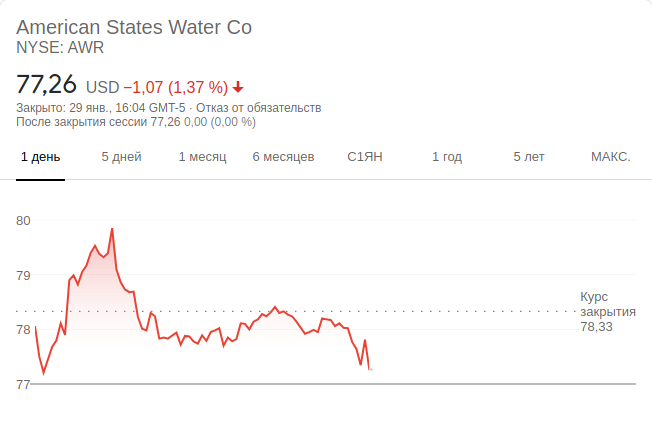 American States Water Co
NYSE: AWR
77,26 USD −1,07 (1,37 %)
Закрыто: 29 янв., 16:04 GMT-5 · Отказ от обязательств
После закрытия сессии 77,26 0,00 (0,00 %)
1 день 5 дней 1 месяц 6 месяцев С1ЯН 1 год 5 лет МАКС.
80
79
78
77
Курс
закрытия
78,33